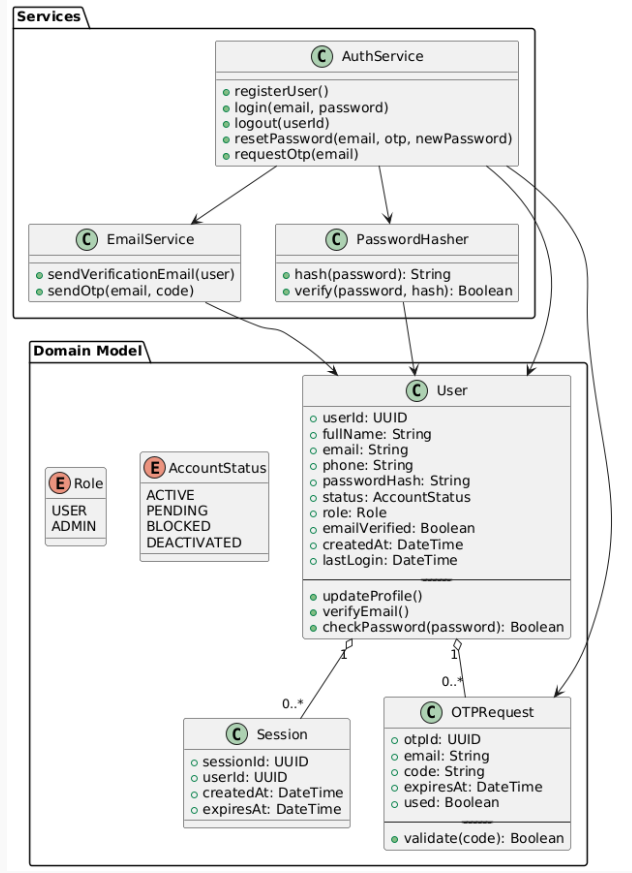 Services
C AuthService
registerUser()
login(email, password)
logout(userId)
resetPassword(email, otp, newPassword)
requestOtp(email)
C EmailService
sendVerificationEmail(user)
sendOtp(email, code)
C PasswordHasher
hash(password): String
verify(password, hash): Boolean
Domain Model
E Role
USER
ADMIN
E AccountStatus
ACTIVE
PENDING
BLOCKED
DEACTIVATED
C User
userId: UUID
fullName: String
email: String
phone: String
passwordHash: String
status: AccountStatus
role: Role
emailVerified: Boolean
createdAt: DateTime
lastLogin: DateTime
updateProfile()
verifyEmail()
checkPassword(password): Boolean
1
1
0..*
0..*
C Session
sessionId: UUID
userId: UUID
createdAt: DateTime
expiresAt: DateTime
C OTPRequest
otpId: UUID
email: String
code: String
expiresAt: DateTime
used: Boolean
validate(code): Boolean